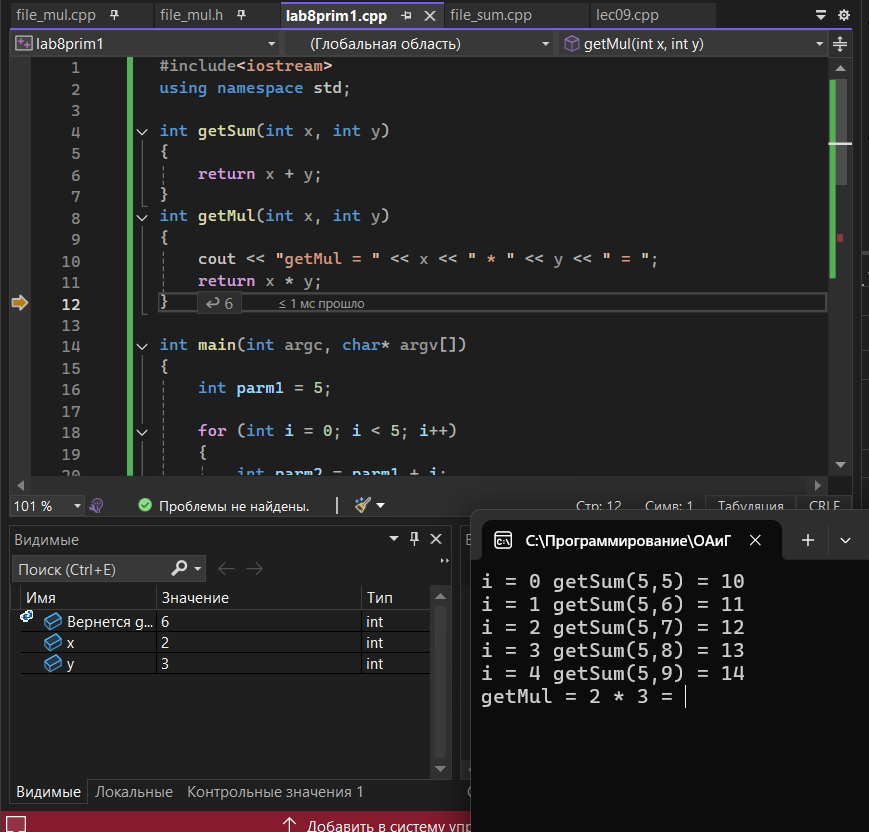 file_mul.cpp file_mul.h lab8prim1.cpp file_sum.cpp lec09.cpp
lab8prim1 (Глобальная область) getMul(int x, int y)
1 #include<iostream>
2 using namespace std;
3
4 int getSum(int x, int y)
5 {
6 return x + y;
7 }
8 int getMul(int x, int y)
9 {
10 cout << "getMul = " << x << " * " << y << " = ";
11 return x * y;
12 } 6 ≤ 1 мс прошло
13
14 int main(int argc, char* argv[])
15 {
16 int parm1 = 5;
17
18 for (int i = 0; i < 5; i++)
19 {
20 int parm2 = parm1 + i;
101 % Проблемы не найдены. Стр: 12 Симв: 1 Табуляция CRLF
Видимые
Поиск (Ctrl+E)
Имя Значение Тип
Вернется g... 6 int
x 2 int
y 3 int
Видимые Локальные Контрольные значения 1
Добавить в систему упр
C:\Программирование\ОАиГ
i = 0 getSum(5,5) = 10
i = 1 getSum(5,6) = 11
i = 2 getSum(5,7) = 12
i = 3 getSum(5,8) = 13
i = 4 getSum(5,9) = 14
getMul = 2 * 3 =